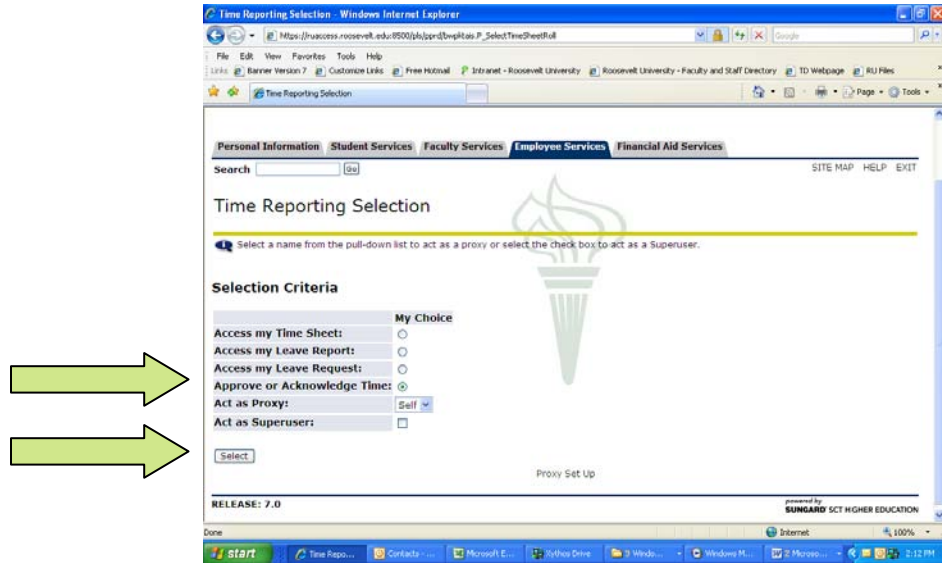 Time Reporting Selection - Windows Internet Explorer
https://ruaccess.roosevelt.edu:8500/pls/pprd/bwpktais.P_SelectTimeSheetRoll
Google
File Edit View Favorites Tools Help
Links Banner Version 7 Customize Links Free Hotmail Intranet - Roosevelt University Roosevelt University - Faculty and Staff Directory TD Webpage RU Files
Time Reporting Selection Page Tools
Personal Information Student Services Faculty Services Employee Services Financial Aid Services
Search Go SITE MAP HELP EXIT
Time Reporting Selection
Select a name from the pull-down list to act as a proxy or select the check box to act as a Superuser.
Selection Criteria
My Choice
Access my Time Sheet:
Access my Leave Report:
Access my Leave Request:
Approve or Acknowledge Time:
Act as Proxy: Self
Act as Superuser:
Select
Proxy Set Up
RELEASE: 7.0
powered by
SUNGARD SCT HIGHER EDUCATION
Done Internet 100%
start Time Repo... Contacts - ... Microsoft E... Xythos Drive 3 Windo... Windows M... 2 Microso... 2:12 PM